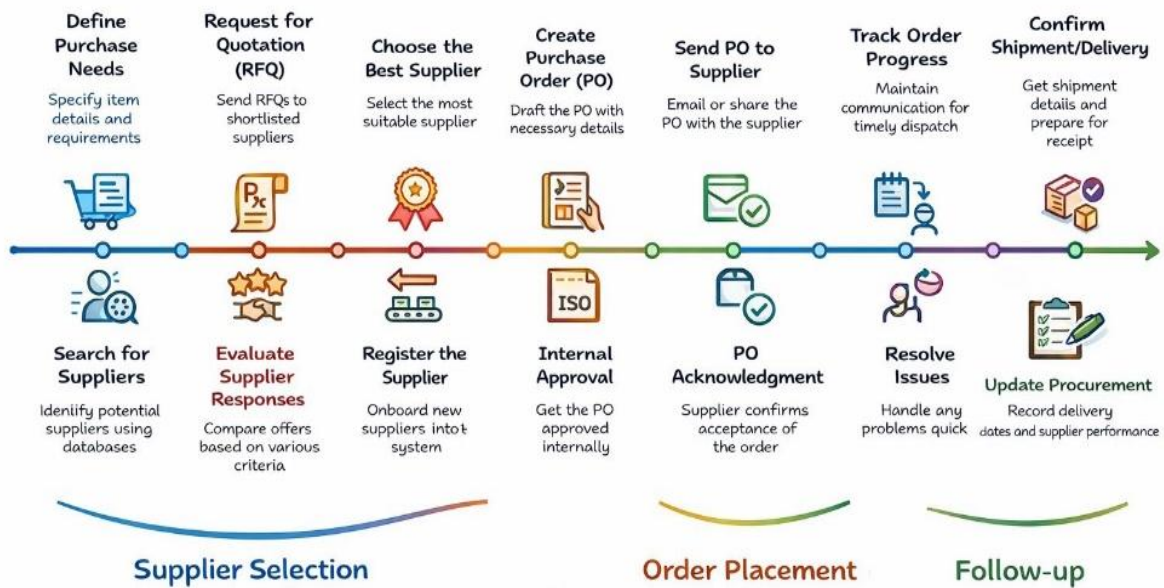 Define
Purchase
Needs
Specify item
details and
requirements
Request for
Quotation
(RFQ)
Send RFQs to
shortlisted
suppliers
Choose the
Best Supplier
Select the most
suitable supplier
Create
Purchase
Order (PO)
Draft the PO with
necessary details
Send PO to
Supplier
Email or share the
PO with the supplier
Track Order
Progress
Maintain
communication for
timely dispatch
Confirm
Shipment/Delivery
Get shipment
details and
prepare for
receipt
ISO
Search for
Suppliers
Idenliify potential
suppliers using
databases
Evaluate
Supplier
Responses
Compare offers
based on various
criteria
Register the
Supplier
Onboard new
suppliers into
system
Internal
Approval
Get the PO
approved
internally
PO
Acknowledgment
Supplier confirms
acceptance of
the order
Resolve
Issues
Handle any
problems quick
Update Procurement
Record delivery
dates and supplier performance
Supplier Selection
Order Placement
Follow-up